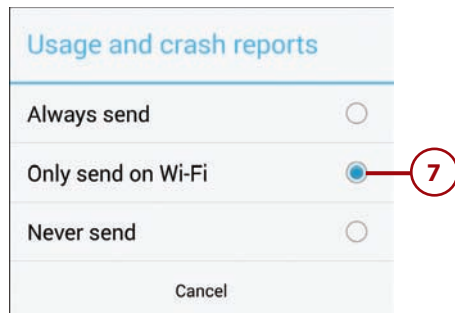 Usage and crash reports
Always send
Only send on Wi-Fi
7
Never send
Cancel